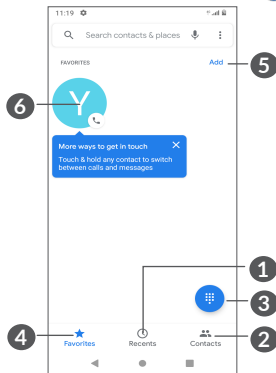 11:19
Search contacts & places
FAVORITES
Add
5
6
Y
More ways to get in touch
Touch & hold any contact to switch
between calls and messages
1
3
4
2
Favorites
Recents
Contacts